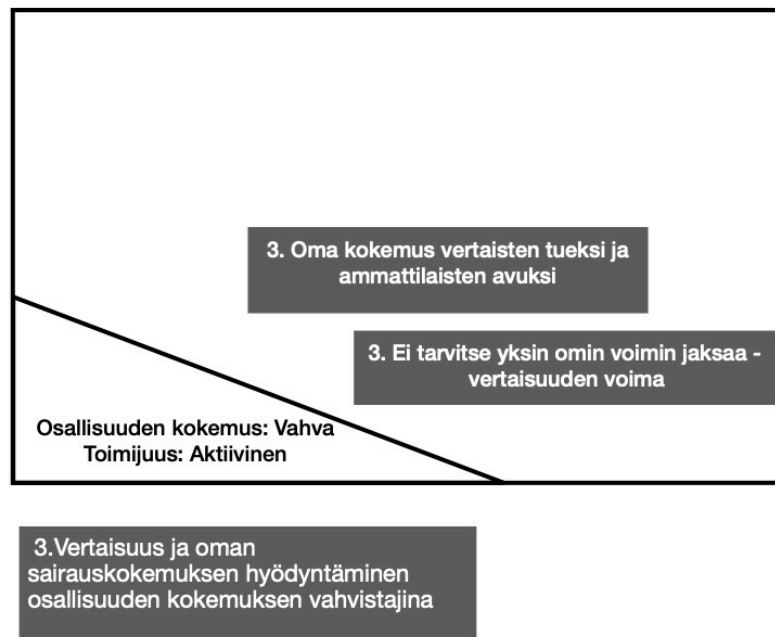 3. Oma kokemus vertaisten tueksi ja
ammattilaisten avuksi
3. Ei tarvitse yksin omin voimin jaksaa -
vertaisuuden voima
Osallisuuden kokemus: Vahva
Toimijuus: Aktiivinen
3.Vertaisuus ja oman
sairauskokemuksen hyödyntäminen
osallisuuden kokemuksen vahvistajina